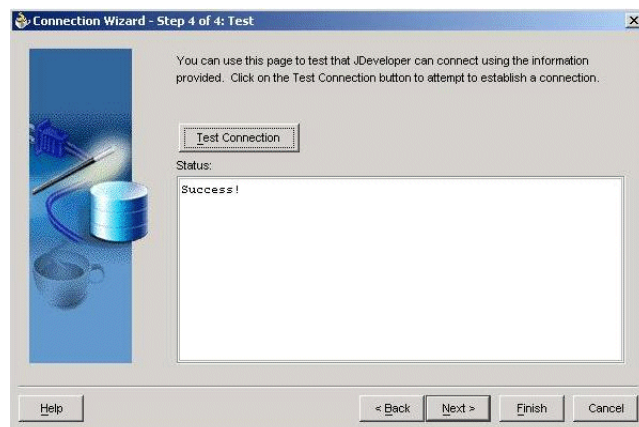 Connection Wizard - Step 4 of 4: Test
You can use this page to test that JDeveloper can connect using the information
provided. Click on the Test Connection button to attempt to establish a connection.
Test Connection
Status:
Success!
Help
< Back
Next >
Finish
Cancel